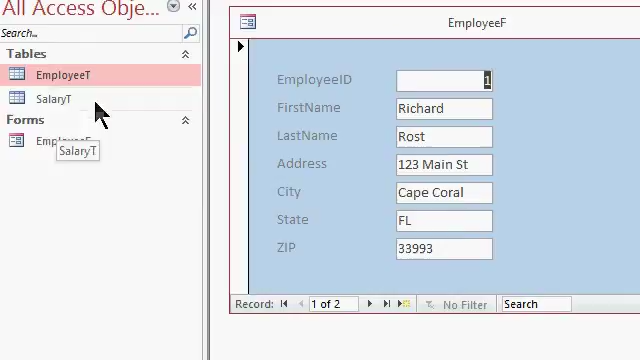 All Access Obje...
Search...
Tables
EmployeeT
SalaryT
Forms
EmployeeF
SalaryT
EmployeeF
EmployeeID 1
FirstName Richard
LastName Rost
Address 123 Main St
City Cape Coral
State FL
ZIP 33993
Record: 1 of 2 No Filter Search